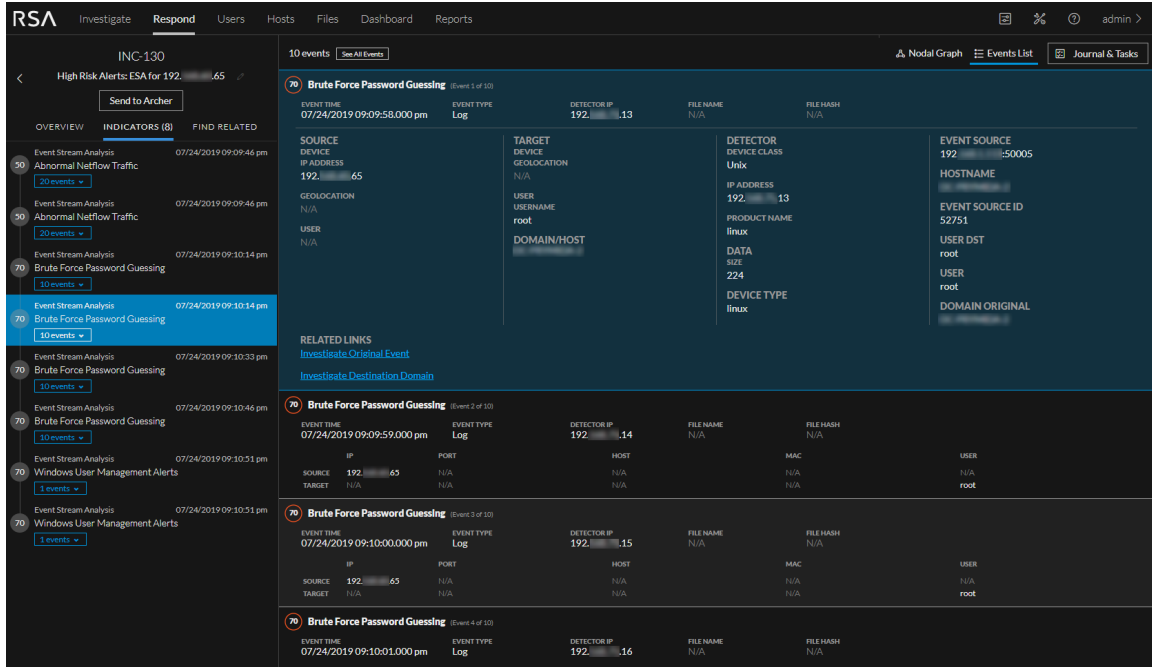 RSA Investigate Respond Users Hosts Files Dashboard Reports admin >
INC-130
High Risk Alerts: ESA for 192. .65
Send to Archer
OVERVIEW INDICATORS (8) FIND RELATED
Event Stream Analysis 07/24/2019 09:09:46 pm
50 Abnormal Netflow Traffic
20 events
Event Stream Analysis 07/24/2019 09:09:46 pm
50 Abnormal Netflow Traffic
20 events
Event Stream Analysis 07/24/2019 09:10:14 pm
70 Brute Force Password Guessing
10 events
Event Stream Analysis 07/24/2019 09:10:14 pm
70 Brute Force Password Guessing
10 events
Event Stream Analysis 07/24/2019 09:10:33 pm
70 Brute Force Password Guessing
10 events
Event Stream Analysis 07/24/2019 09:10:46 pm
70 Brute Force Password Guessing
10 events
Event Stream Analysis 07/24/2019 09:10:51 pm
70 Windows User Management Alerts
1 events
Event Stream Analysis 07/24/2019 09:10:51 pm
70 Windows User Management Alerts
1 events
10 events See All Events Nodal Graph Events List Journal & Tasks
70 Brute Force Password Guessing (Event 1 of 10)
EVENT TIME EVENT TYPE DETECTOR IP FILE NAME FILE HASH
07/24/2019 09:09:58.000 pm Log 192. .13 N/A N/A
SOURCE
DEVICE
IP ADDRESS
192. .65
GEOLOCATION
N/A
USER
N/A
TARGET
DEVICE
GEOLOCATION
N/A
USER
USERNAME
root
DOMAIN/HOST
DETECTOR
DEVICE CLASS
Unix
IP ADDRESS
192. .13
PRODUCT NAME
linux
DATA
SIZE
224
DEVICE TYPE
linux
EVENT SOURCE
192. :50005
HOSTNAME
EVENT SOURCE ID
52751
USER DST
root
USER
root
DOMAIN ORIGINAL
RELATED LINKS
Investigate Original Event
Investigate Destination Domain
70 Brute Force Password Guessing (Event 2 of 10)
EVENT TIME EVENT TYPE DETECTOR IP FILE NAME FILE HASH
07/24/2019 09:09:59.000 pm Log 192. .14 N/A N/A
IP PORT HOST MAC USER
SOURCE 192. .65 N/A N/A N/A N/A
TARGET N/A N/A N/A N/A root
70 Brute Force Password Guessing (Event 3 of 10)
EVENT TIME EVENT TYPE DETECTOR IP FILE NAME FILE HASH
07/24/2019 09:10:00.000 pm Log 192. .15 N/A N/A
IP PORT HOST MAC USER
SOURCE 192. .65 N/A N/A N/A N/A
TARGET N/A N/A N/A N/A root
70 Brute Force Password Guessing (Event 4 of 10)
EVENT TIME EVENT TYPE DETECTOR IP FILE NAME FILE HASH
07/24/2019 09:10:01.000 pm Log 192. .16 N/A N/A